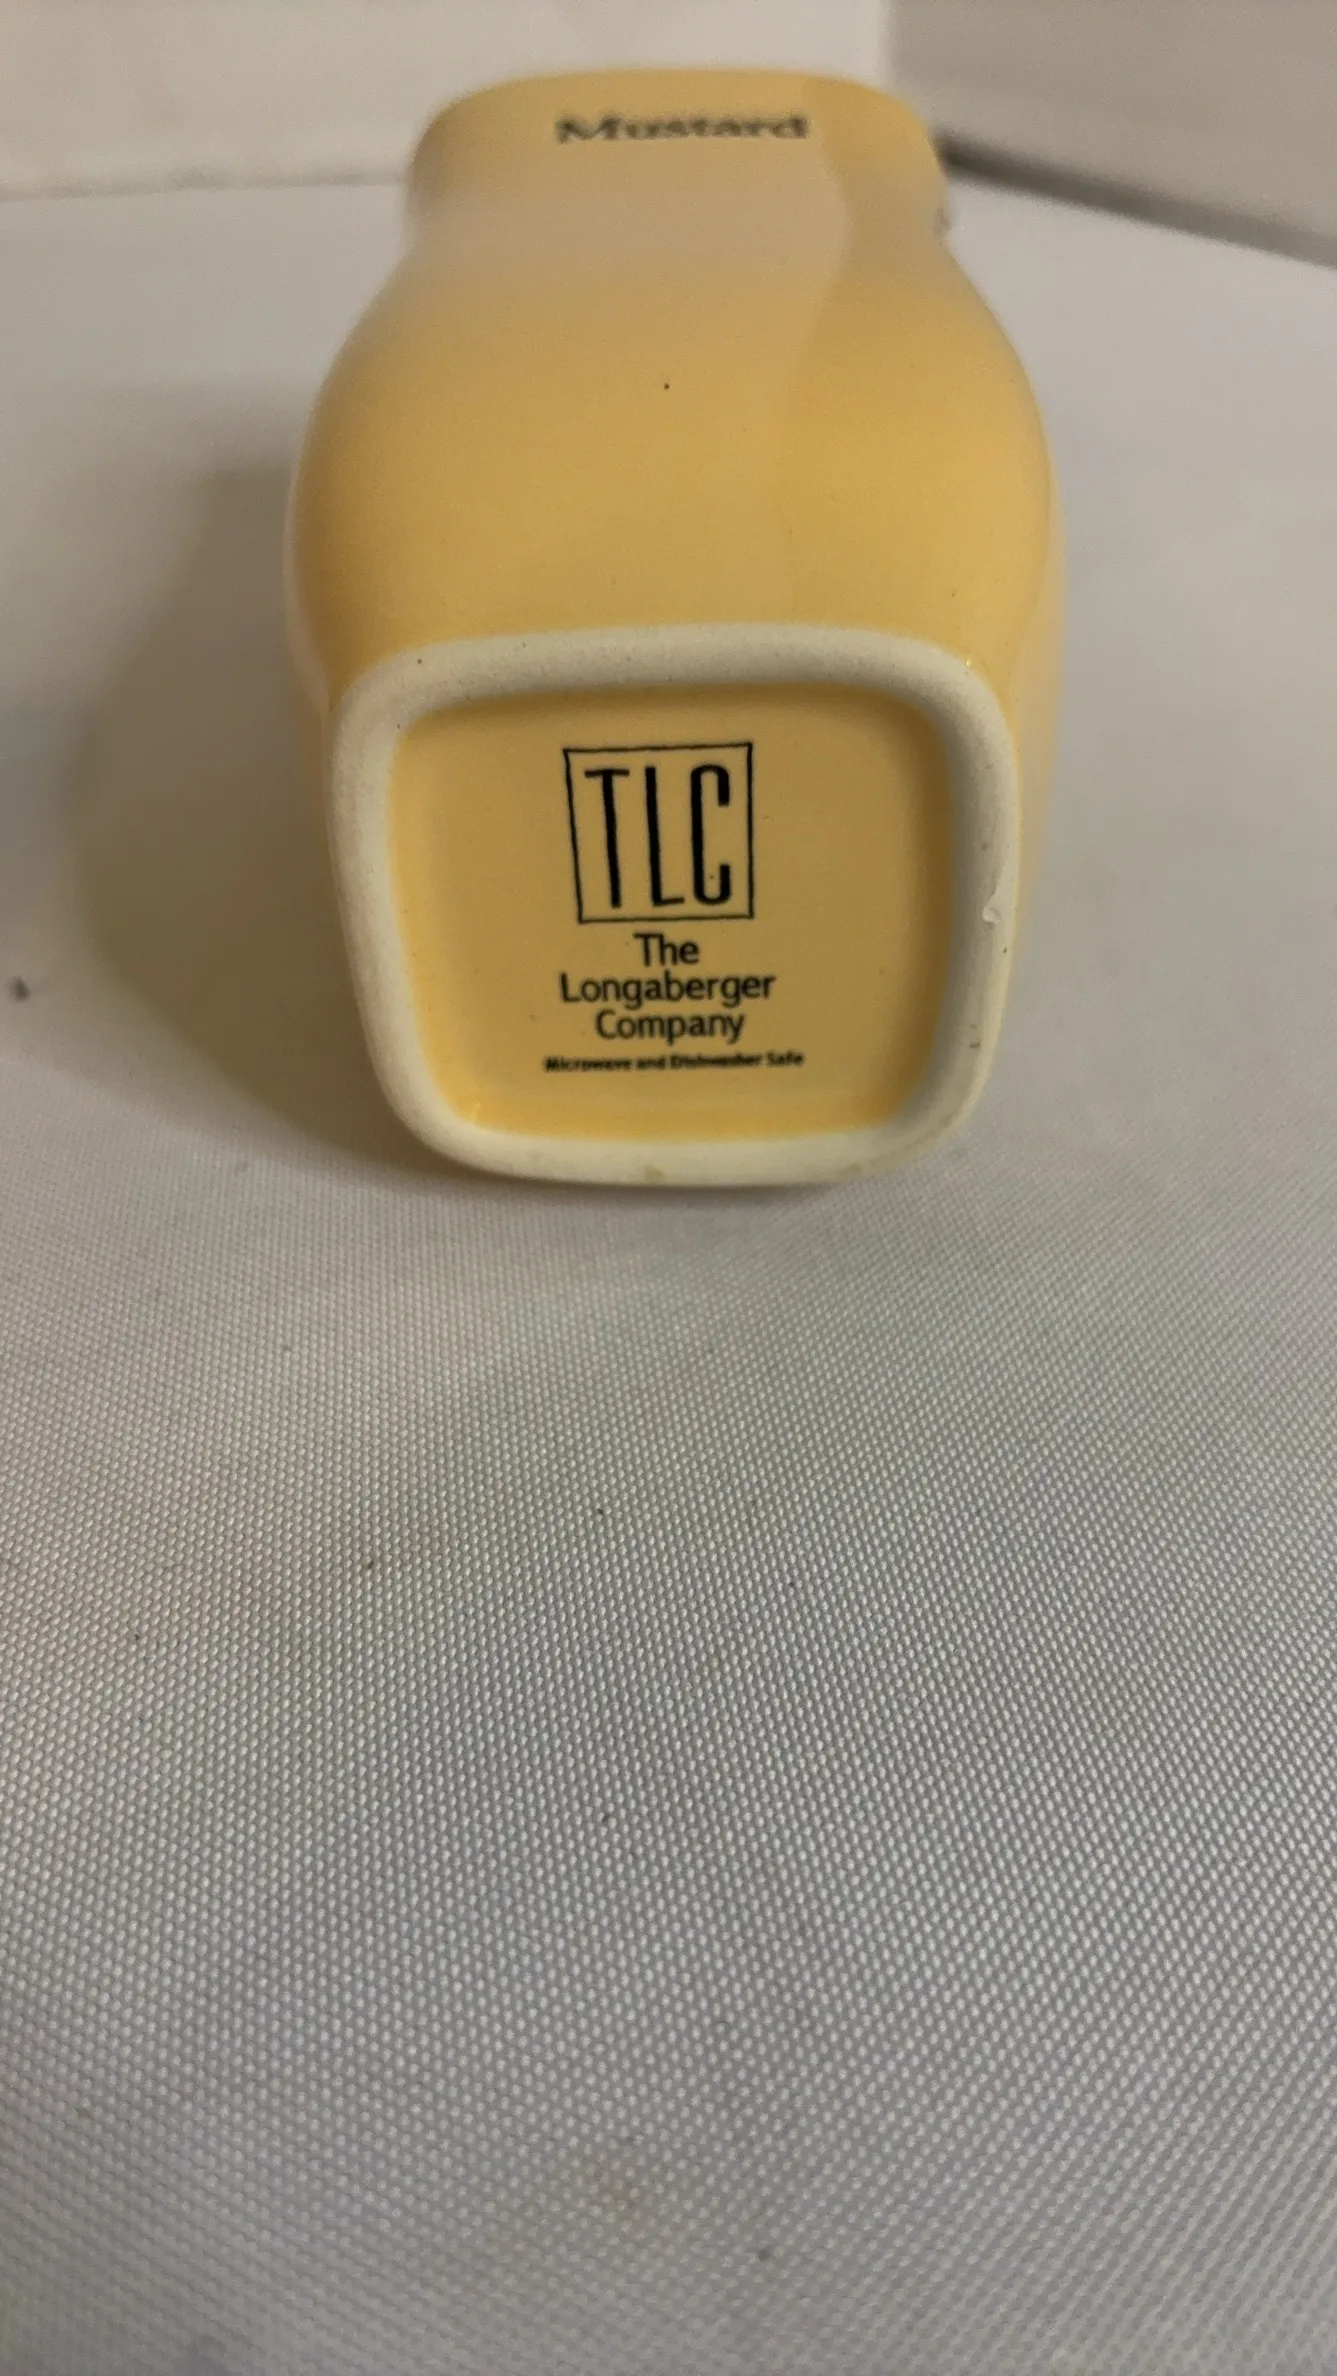 Mustard
TLC
The
Longaberger
Company
Microwave and Dishwasher Safe